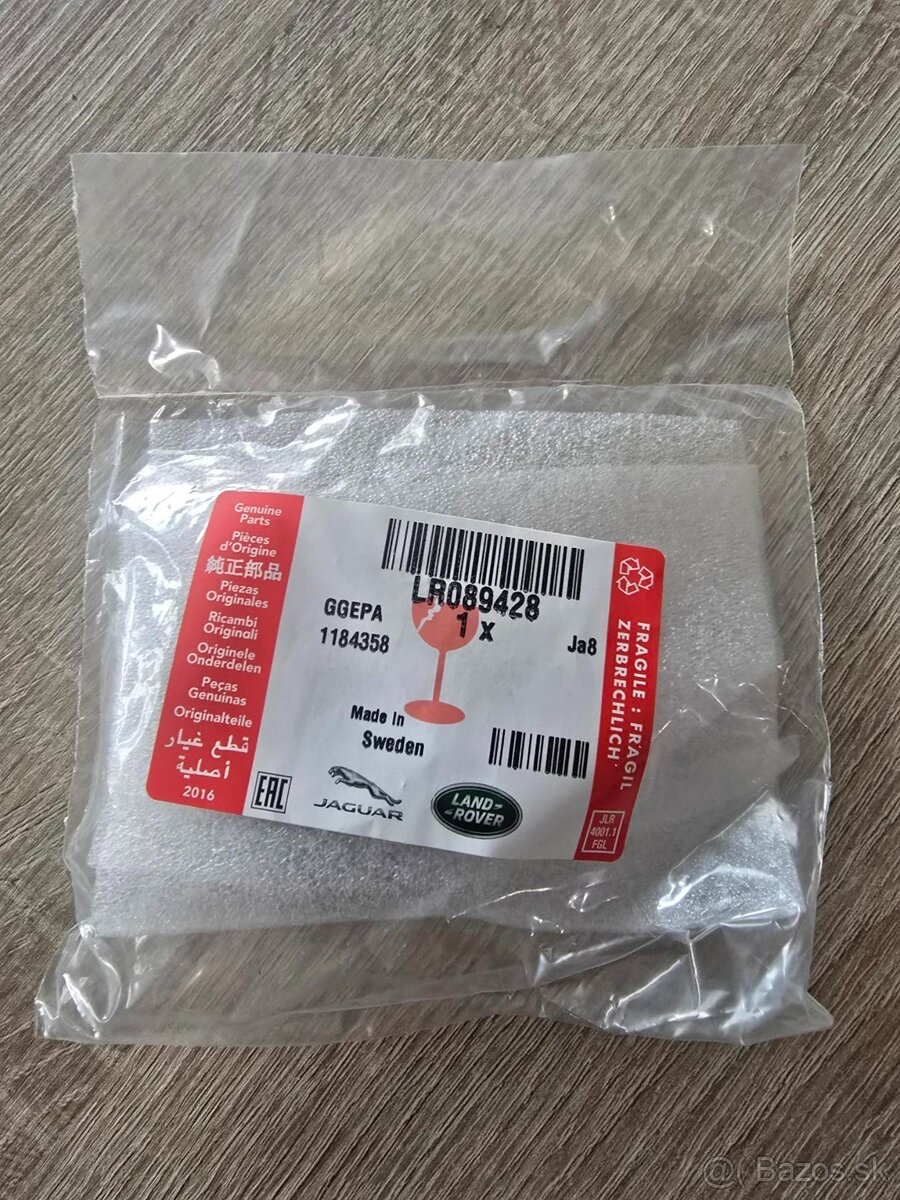 Genuine
Parts
Pièces
d'Origine
純正部品
Piezas
Originales
Ricambi
Originali
Originele
Onderdelen
Peças
Genuinas
Originalteile
قطع غيار
أصلية
2016
LR089428
1 X
GGEPA
1184358
Ja8
Made In
Sweden
EAC
JAGUAR
LAND-
-ROVER
FRAGILE : FRAGIL
ZERBRECHLICH
JLR
4001.1
FGL
@ Bazos.sk